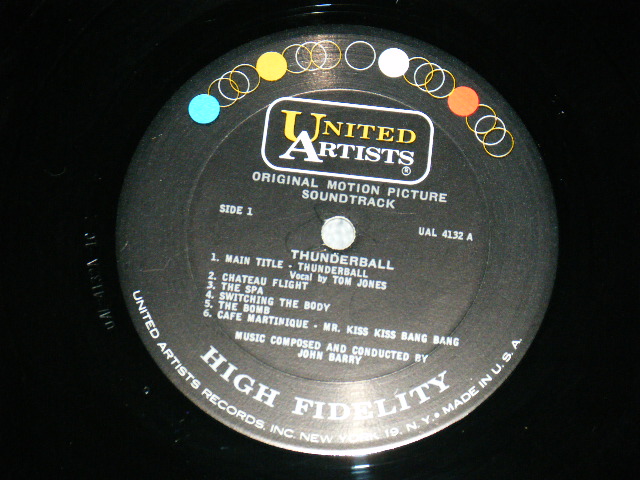 UNITED
ARTISTS®
ORIGINAL MOTION PICTURE
SOUNDTRACK
SIDE 1
UAL 4132 A
THUNDERBALL
1. MAIN TITLE - THUNDERBALL
Vocal by TOM JONES
2. CHATEAU FLIGHT
3. THE SPA
4. SWITCHING THE BODY
5. THE BOMB
6. CAFE MARTINIQUE - MR. KISS KISS BANG BANG
MUSIC COMPOSED AND CONDUCTED BY
JOHN BARRY
HIGH FIDELITY
UNITED ARTISTS RECORDS, INC. NEW YORK 19, N.Y. • MADE IN U.S.A.